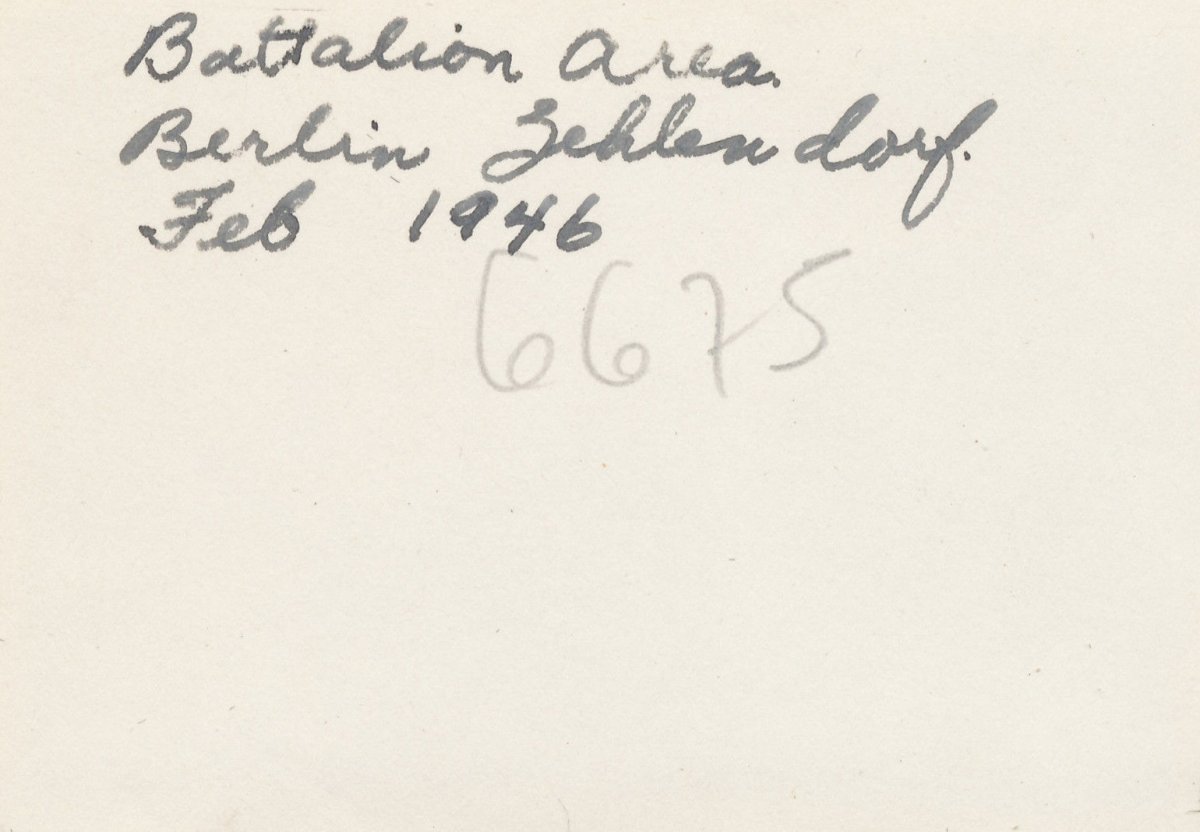 Battalion Area.
Berlin Zehlendorf.
Feb 1946
6675